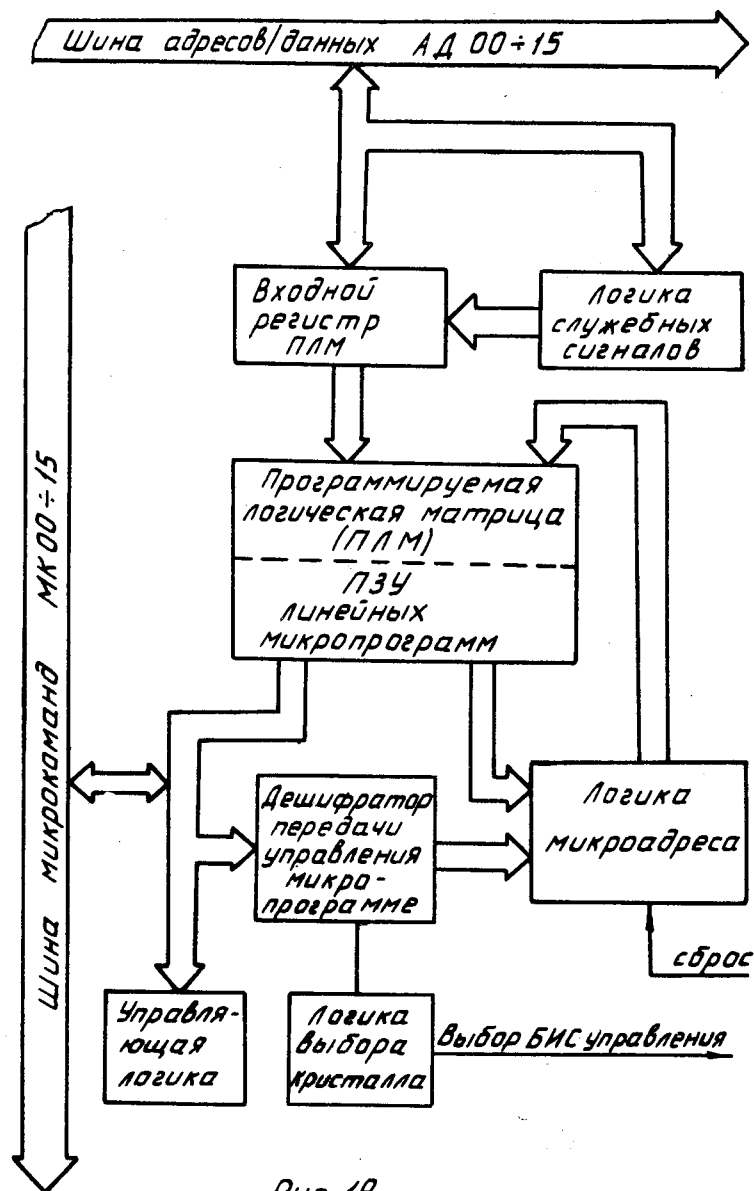 Шина адресов/данных АД 00÷15
Шина микрокоманд МК 00÷15
Входной
регистр
ПЛМ
Логика
служебных
сигналов
Программируемая
логическая матрица
(ПЛМ)
ПЗУ
линейных
микропрограмм
Дешифратор
передачи
управления
микро-
программе
Логика
микроадреса
сброс
Управля-
ющая
логика
Логика
выбора
кристалла
Выбор БИС управления